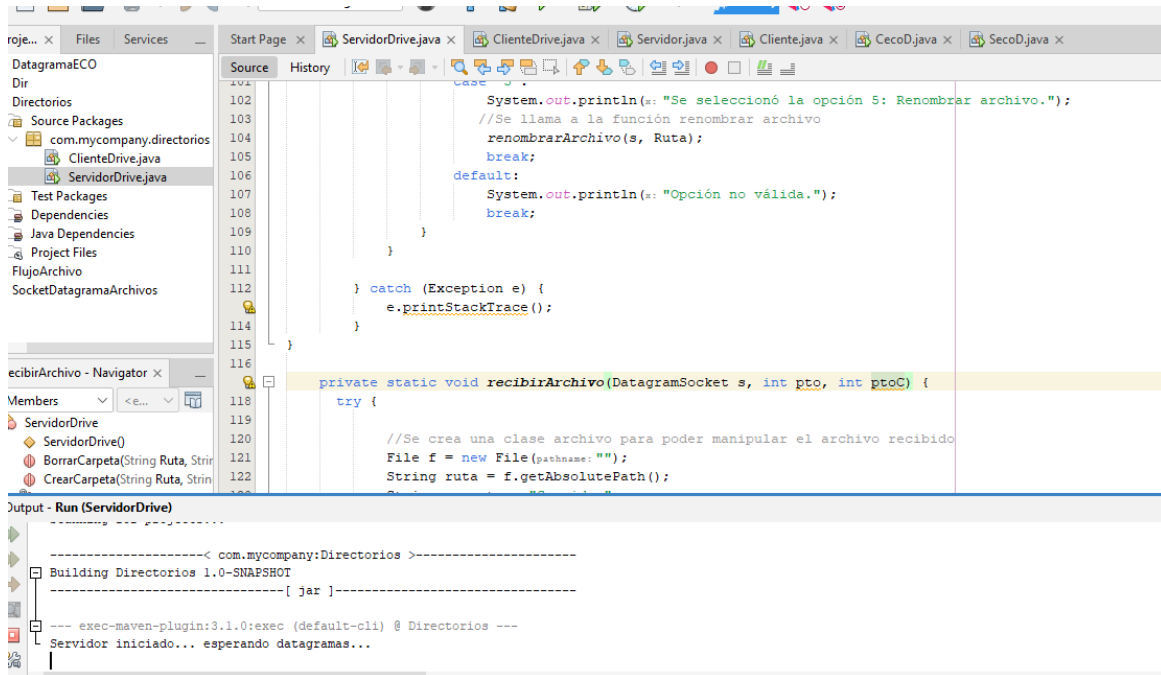 roje... × Files Services
Start Page × ServidorDrive.java × ClienteDrive.java × Servidor.java × Cliente.java × CecoD.java × SecoD.java ×
DatagramaECO
Dir
Directorios
Source Packages
com.mycompany.directorios
ClienteDrive.java
ServidorDrive.java
Test Packages
Dependencies
Java Dependencies
Project Files
FlujoArchivo
SocketDatagramaArchivos
Source History
102 System.out.println(x: "Se seleccionó la opción 5: Renombrar archivo.");
103 //Se llama a la función renombrar archivo
104 renombrarArchivo(s, Ruta);
105 break;
106 default:
107 System.out.println(x: "Opción no válida.");
108 break;
109 }
110 }
111
112 } catch (Exception e) {
e.printStackTrace();
114 }
115 }
116
private static void recibirArchivo(DatagramSocket s, int pto, int ptoC) {
118 try {
119
120 //Se crea una clase archivo para poder manipular el archivo recibido
121 File f = new File(pathname: "");
122 String ruta = f.getAbsolutePath();
ecibirArchivo - Navigator ×
Members <e...
ServidorDrive
ServidorDrive()
BorrarCarpeta(String Ruta, Strin
CrearCarpeta(String Ruta, Strin
Output - Run (ServidorDrive)
---------------------< com.mycompany:Directorios >----------------------
Building Directorios 1.0-SNAPSHOT
--------------------------------[ jar ]---------------------------------
--- exec-maven-plugin:3.1.0:exec (default-cli) @ Directorios ---
Servidor iniciado... esperando datagramas...